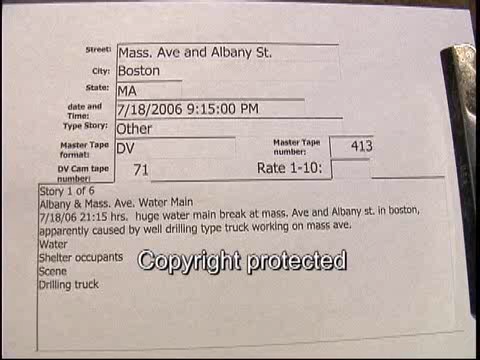 Street: Mass. Ave and Albany St.
City: Boston
State: MA
date and Time: 7/18/2006 9:15:00 PM
Type Story: Other
Master Tape format: DV
Master Tape number: 413
DV Cam tape number: 71
Rate 1-10:
Story 1 of 6
Albany & Mass. Ave. Water Main
7/18/06 21:15 hrs.  huge water main break at mass. Ave and Albany st. in boston,
apparently caused by well drilling type truck working on mass ave.
Water
Shelter occupants
Scene
Drilling truck
Copyright protected